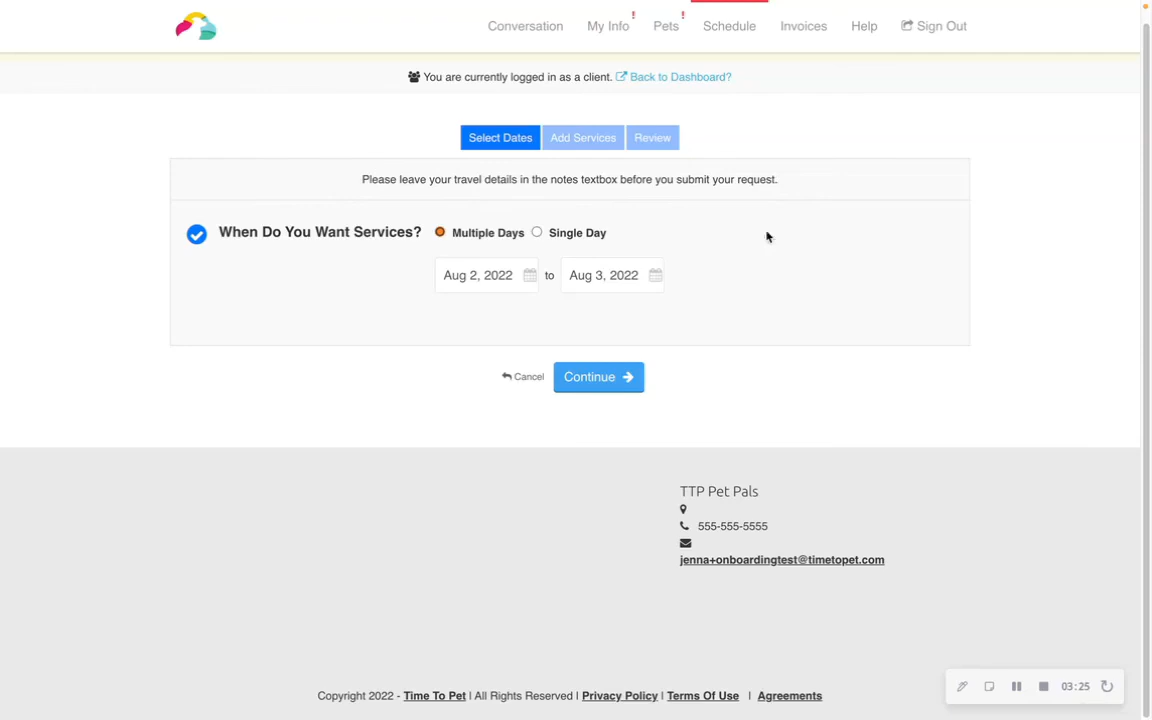 Conversation My Info ! Pets ! Schedule Invoices Help Sign Out
You are currently logged in as a client. Back to Dashboard?
Select Dates Add Services Review
Please leave your travel details in the notes textbox before you submit your request.
When Do You Want Services? Multiple Days Single Day
Aug 2, 2022 to Aug 3, 2022
Cancel Continue
TTP Pet Pals
555-555-5555
jenna+onboardingtest@timetopet.com
Copyright 2022 - Time To Pet | All Rights Reserved | Privacy Policy | Terms Of Use | Agreements
03:25